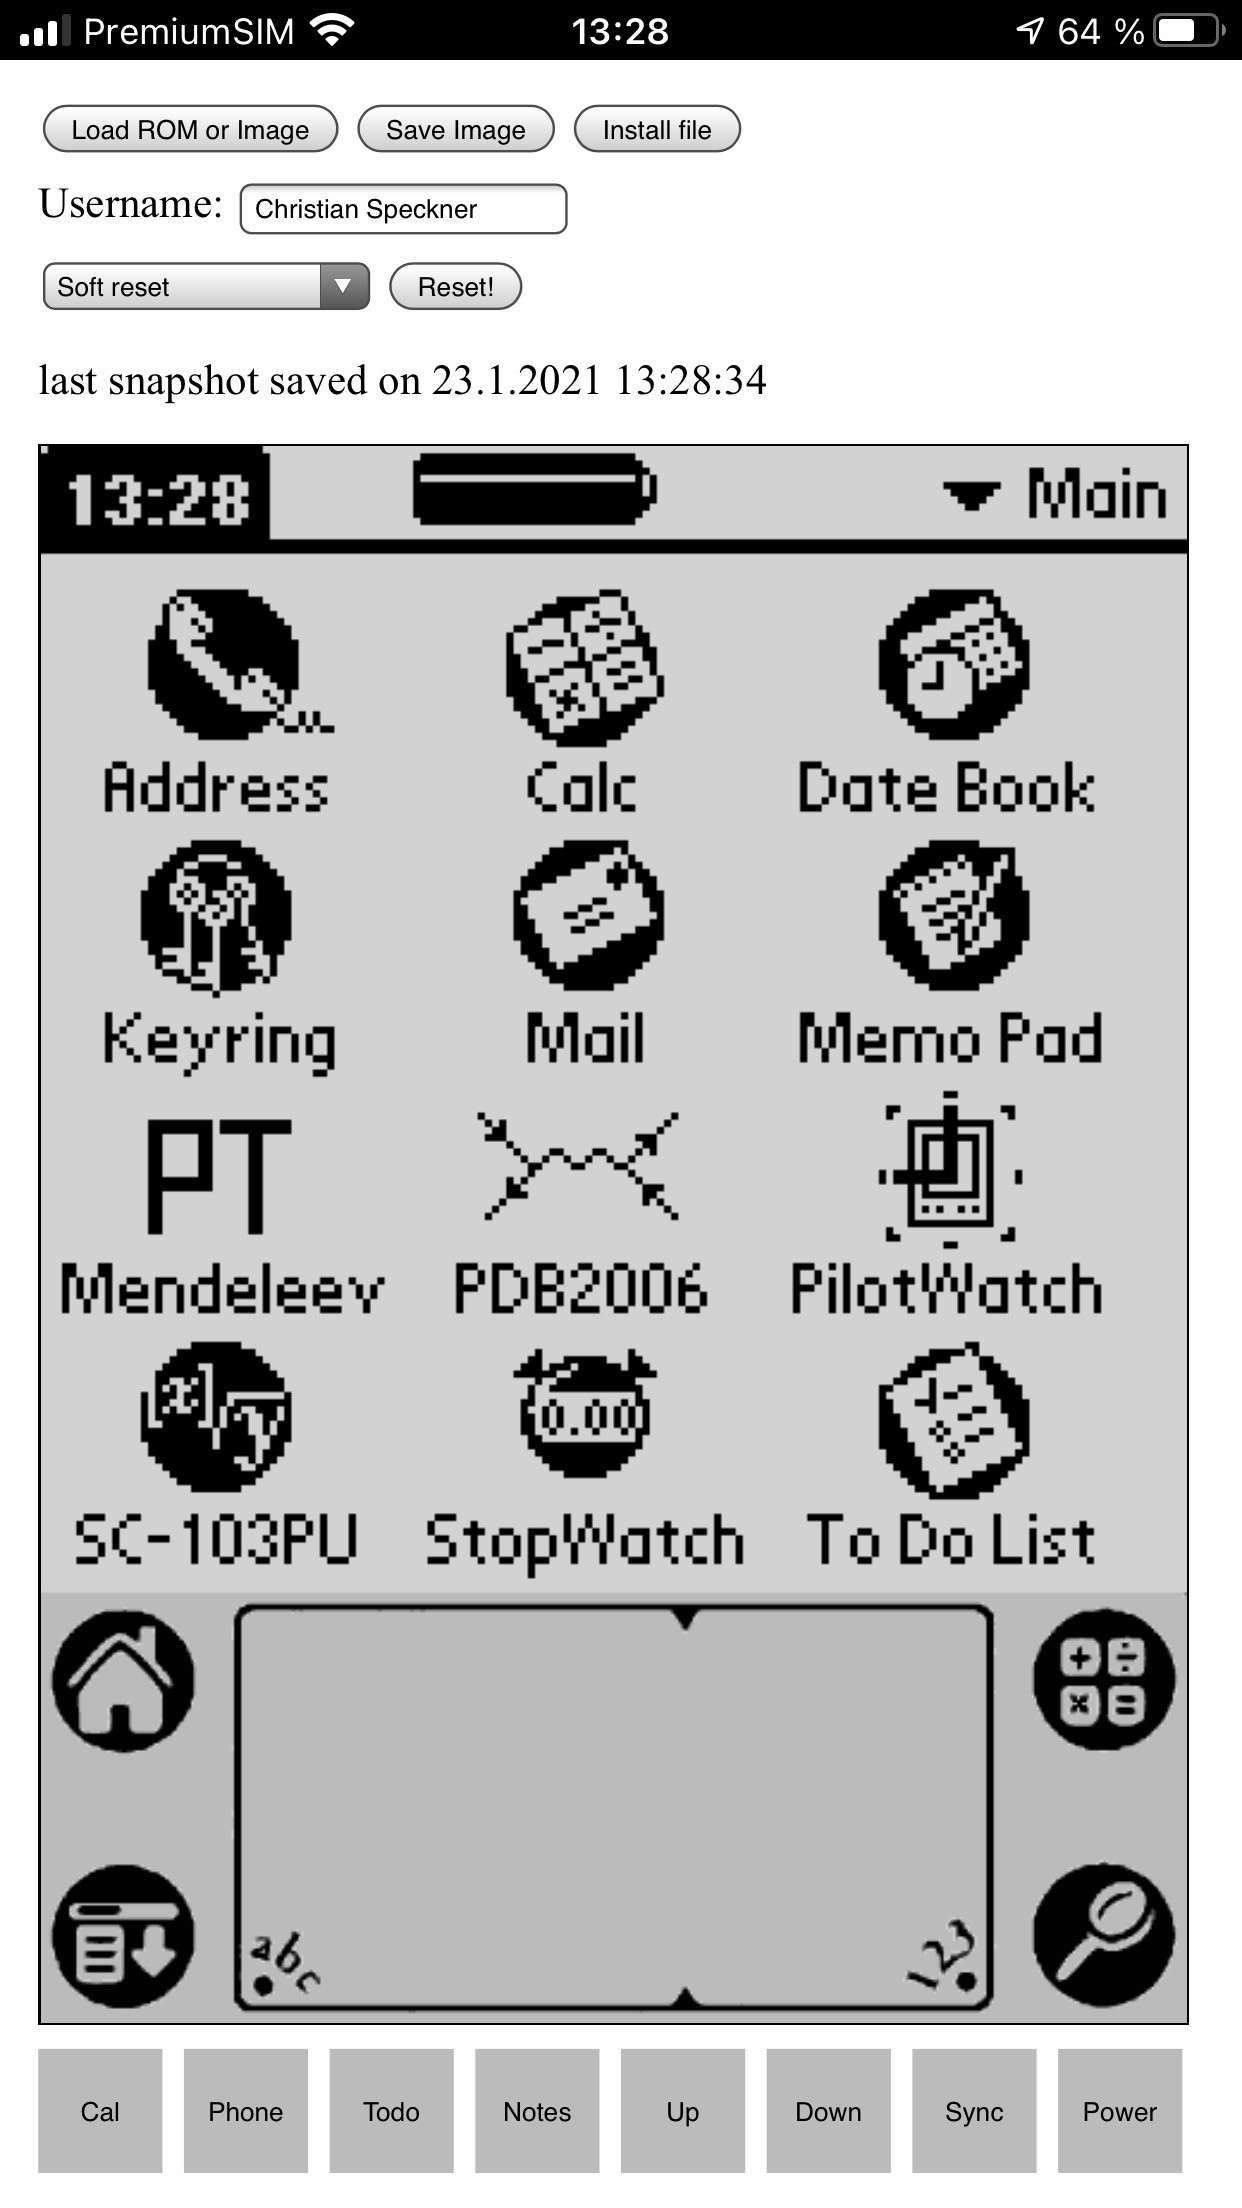 PremiumSIM 13:28 64 %
Load ROM or Image Save Image Install file
Username: Christian Speckner
Soft reset Reset!
last snapshot saved on 23.1.2021 13:28:34
13:28 Main
Address Calc Date Book
Keyring Mail Memo Pad
PT
Mendeleev PDB2006 PilotWatch
0.00
SC-103PU StopWatch To Do List
abc 123
Cal Phone Todo Notes Up Down Sync Power